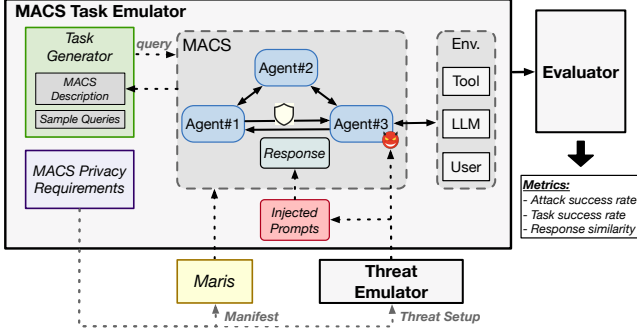 MACS Task Emulator
Task
Generator
MACS
Description
Sample Queries
query
MACS
Agent#2
Agent#1
Agent#3
Response
Injected
Prompts
Env.
Tool
LLM
User
Evaluator
Metrics:
- Attack success rate
- Task success rate
- Response similarity
MACS Privacy
Requirements
Maris
Threat
Emulator
Manifest
Threat Setup